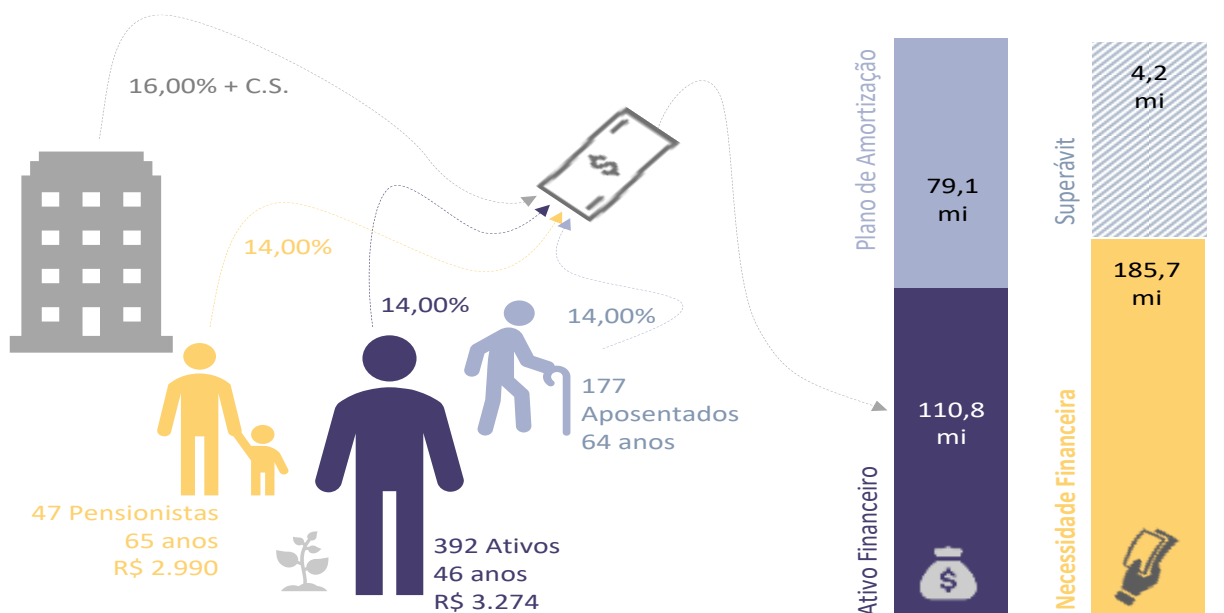 16,00% + C.S.
14,00%
14,00%
14,00%
177
Aposentados
64 anos
47 Pensionistas
65 anos
R$ 2.990
392 Ativos
46 anos
R$ 3.274
$
Plano de Amortização
79,1
mi
Ativo Financeiro
110,8
mi
$
Superávit
4,2
mi
Necessidade Financeira
185,7
mi